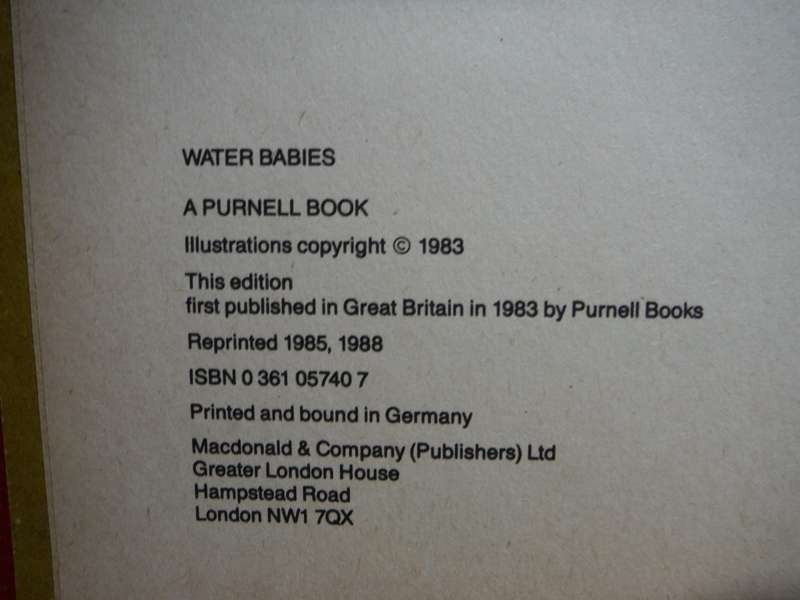 WATER BABIES
A PURNELL BOOK
Illustrations copyright © 1983
This edition
first published in Great Britain in 1983 by Purnell Books
Reprinted 1985, 1988
ISBN 0 361 05740 7
Printed and bound in Germany
Macdonald & Company (Publishers) Ltd
Greater London House
Hampstead Road
London NW1 7QX